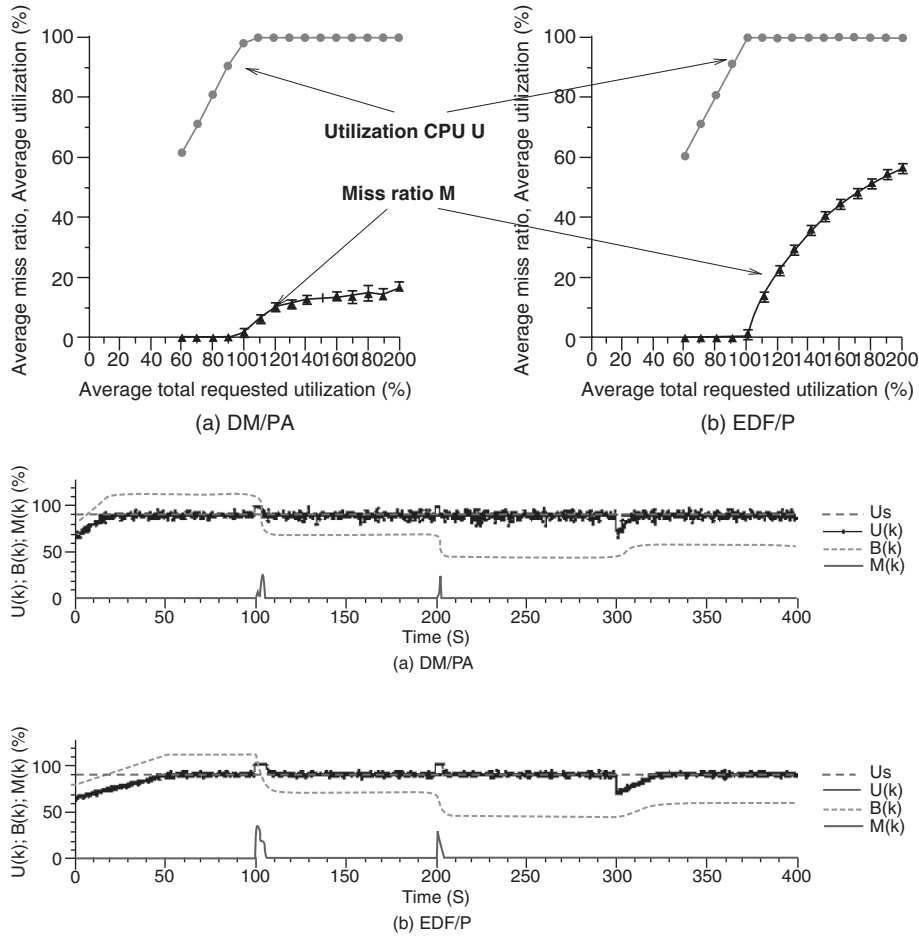 Average miss ratio, Average utilization (%)
100
80
60
40
20
0
0 20 40 60 80 100 120 140 160 180 200
Average total requested utilization (%)
(a) DM/PA
Utilization CPU U
Miss ratio M
Average miss ratio, Average utilization (%)
100
80
60
40
20
0
0 20 40 60 80 100 120 140 160 180 200
Average total requested utilization (%)
(b) EDF/P
U(k); B(k); M(k) (%)
100
50
0
0 50 100 150 200 250 300 350 400
Time (S)
(a) DM/PA
Us
U(k)
B(k)
M(k)
U(k); B(k); M(k) (%)
100
50
0
0 50 100 150 200 250 300 350 400
Time (S)
(b) EDF/P
Us
U(k)
B(k)
M(k)